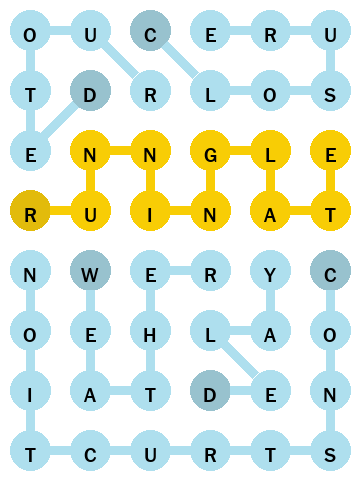 O U C E R U
T D R L O S
E N N G L E
R U I N A T
N W E R Y C
O E H L A O
I A T D E N
T C U R T S